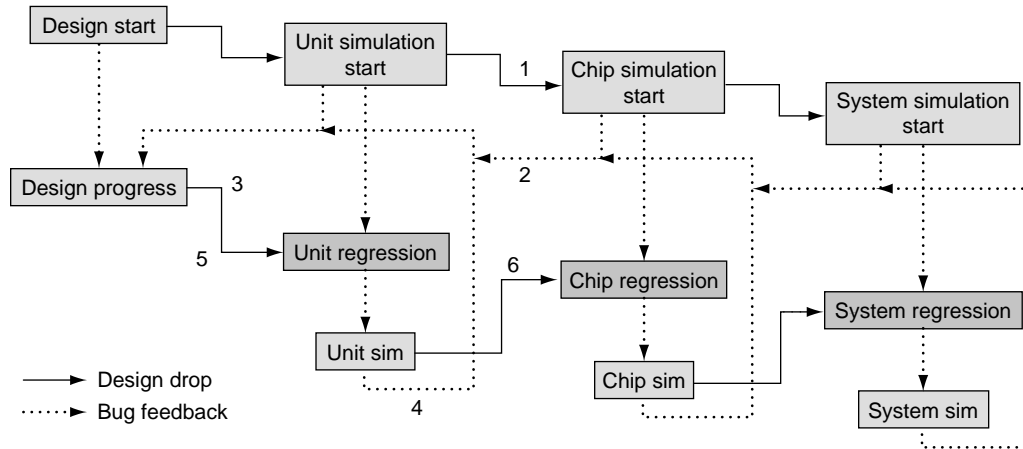 Design start
Unit simulation
start
1
Chip simulation
start
System simulation
start
2
Design progress
3
5
Unit regression
6
Chip regression
System regression
Unit sim
Chip sim
Design drop
Bug feedback
4
System sim